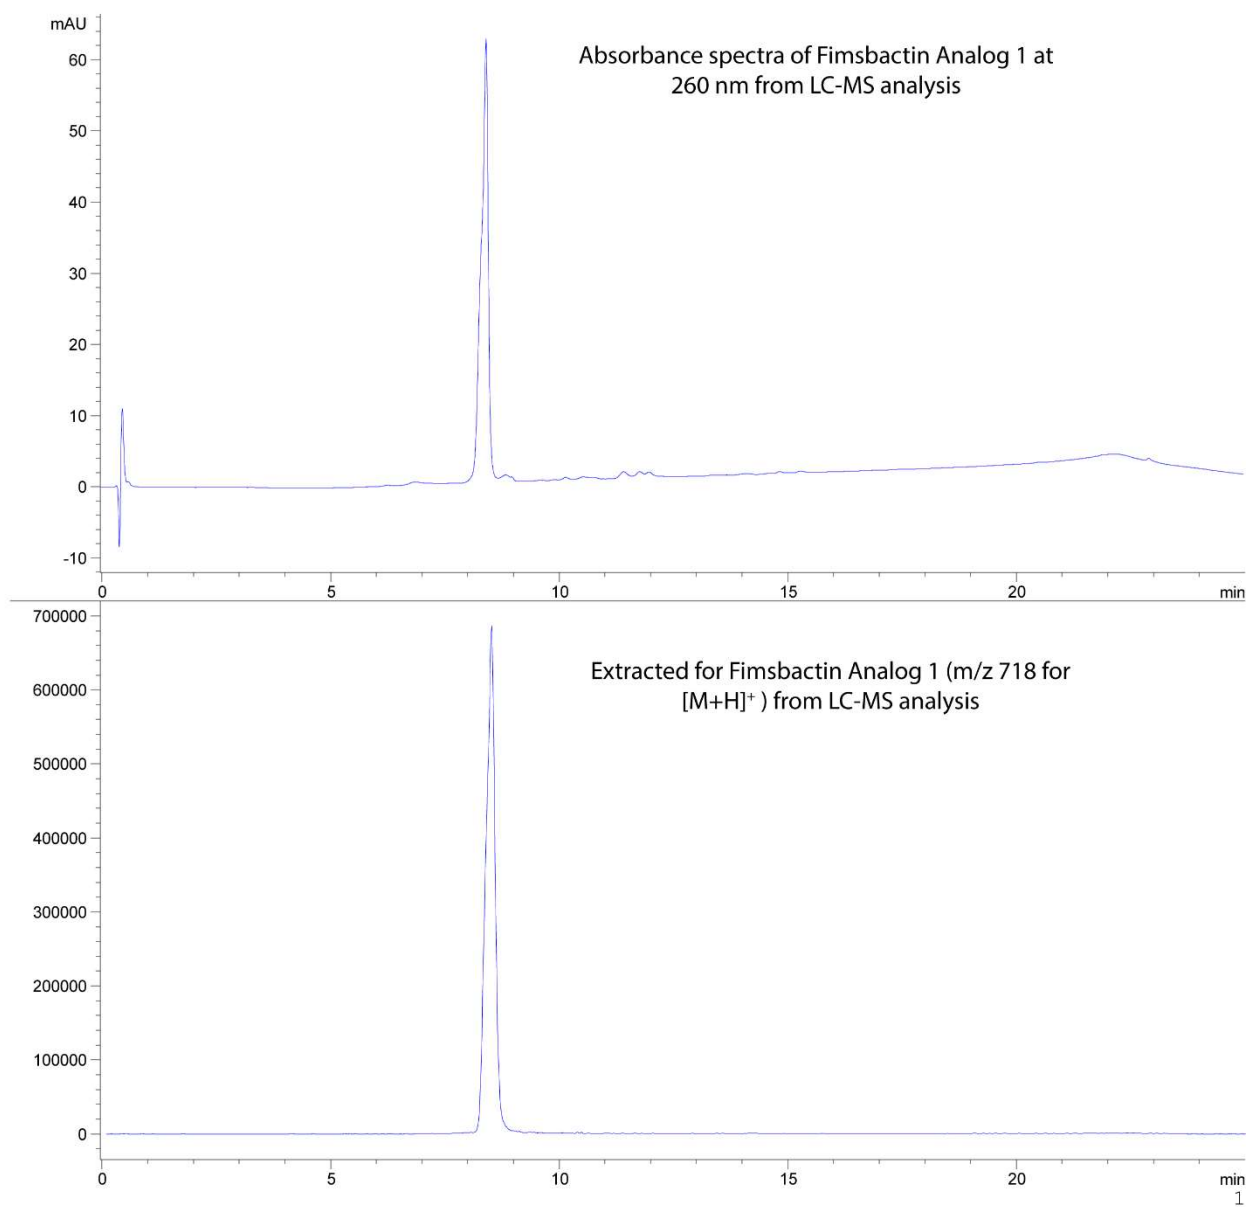 mAU
Absorbance spectra of Fimsbactin Analog 1 at
260 nm from LC-MS analysis
60
50
40
30
20
10
0
-10
0 5 10 15 20 min
700000
Extracted for Fimsbactin Analog 1 (m/z 718 for
[M+H]⁺ ) from LC-MS analysis
600000
500000
400000
300000
200000
100000
0
0 5 10 15 20 min
1